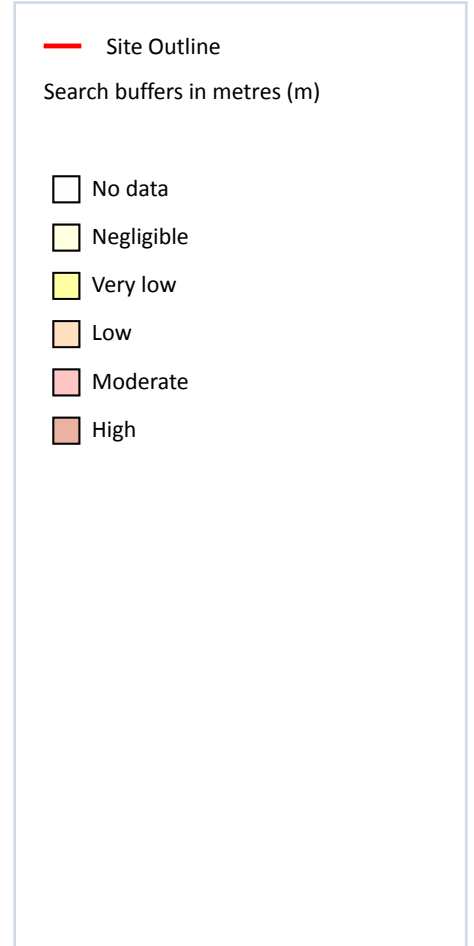 Site Outline
Search buffers in metres (m)
No data
Negligible
Very low
Low
Moderate
High